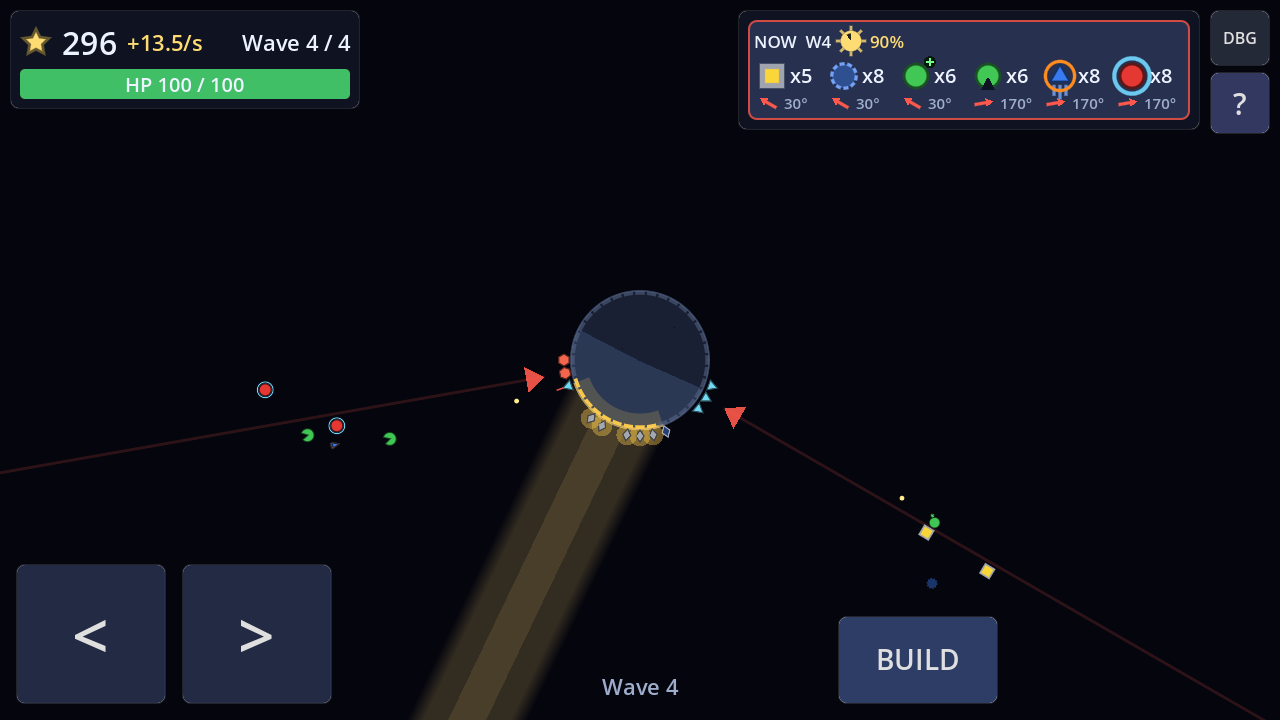 296 +13.5/s Wave 4 / 4
HP 100 / 100
NOW W4 90%
x5 x8 x6 x6 x8 x8
30° 30° 30° 170° 170° 170°
DBG
?
< >
BUILD
Wave 4